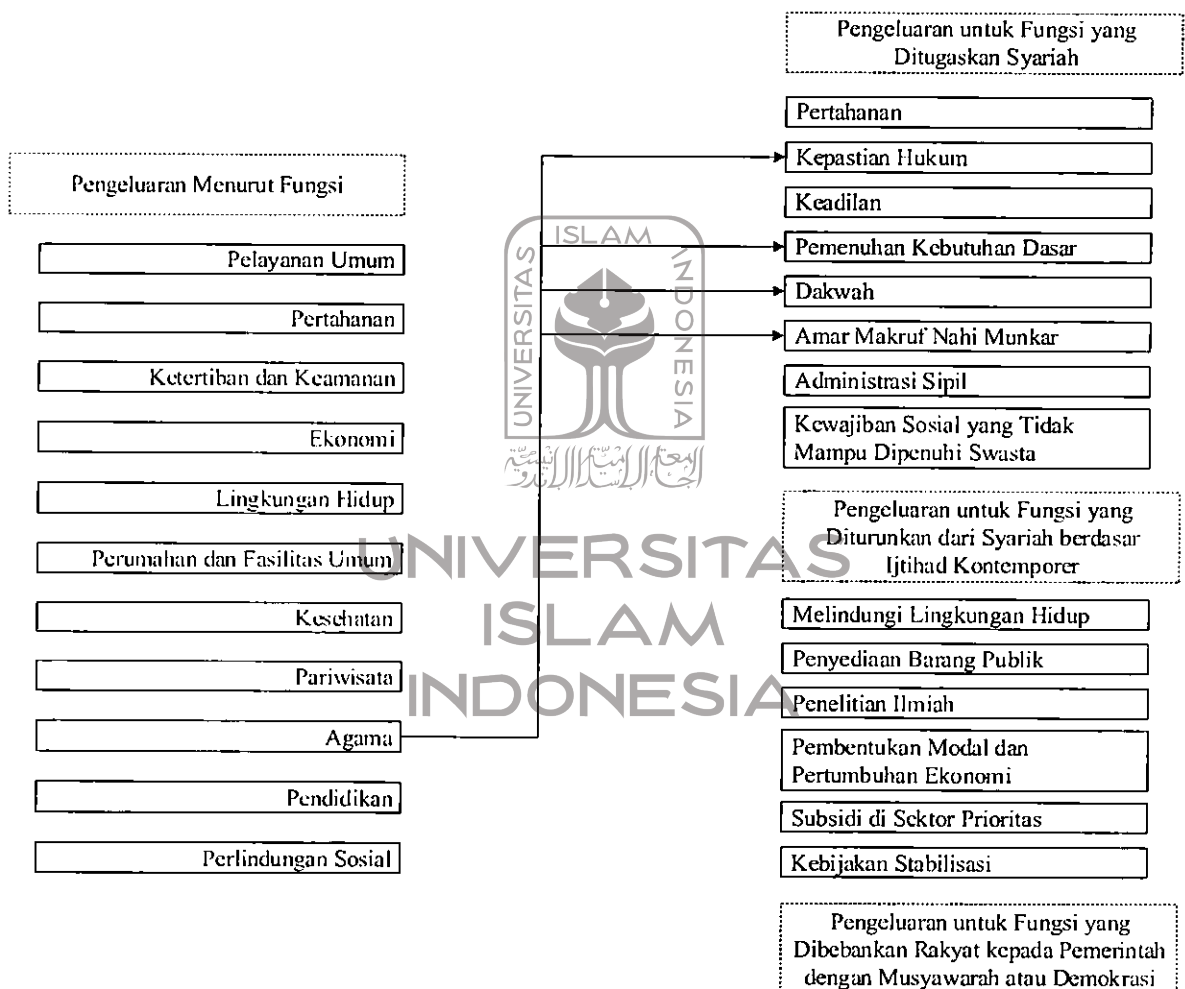 Pengeluaran Menurut Fungsi
Pelayanan Umum
Pertahanan
Ketertiban dan Keamanan
Ekonomi
Lingkungan Hidup
Perumahan dan Fasilitas Umum
Kesehatan
Pariwisata
Agama
Pendidikan
Perlindungan Sosial
ISLAM
UNIVERSITAS
INDONESIA
UNIVERSITAS
ISLAM
INDONESIA
Pengeluaran untuk Fungsi yang
Ditugaskan Syariah
Pertahanan
Kepastian Hukum
Keadilan
Pemenuhan Kebutuhan Dasar
Dakwah
Amar Makruf Nahi Munkar
Administrasi Sipil
Kewajiban Sosial yang Tidak
Mampu Dipenuhi Swasta
Pengeluaran untuk Fungsi yang
Diturunkan dari Syariah berdasar
Ijtihad Kontemporer
Melindungi Lingkungan Hidup
Penyediaan Barang Publik
Penelitian Ilmiah
Pembentukan Modal dan
Pertumbuhan Ekonomi
Subsidi di Sektor Prioritas
Kebijakan Stabilisasi
Pengeluaran untuk Fungsi yang
Dibebankan Rakyat kepada Pemerintah
dengan Musyawarah atau Demokrasi